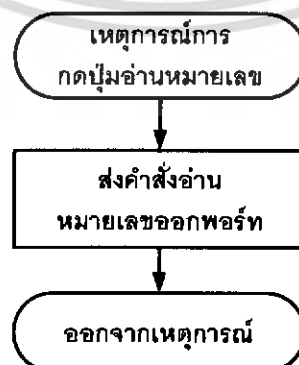 เหตุการณ์การ
กดปุ่มอ่านหมายเลข
ส่งคำสั่งอ่าน
หมายเลขออกพอร์ท
ออกจากเหตุการณ์